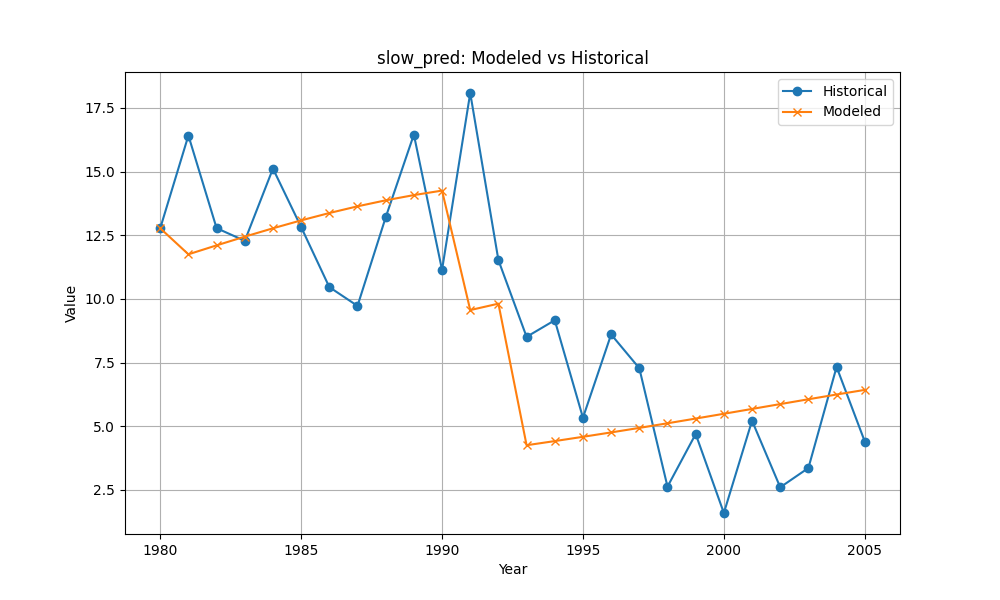 slow_pred: Modeled vs Historical
Historical
Modeled
Value
17.5
15.0
12.5
10.0
7.5
5.0
2.5
1980 1985 1990 1995 2000 2005
Year